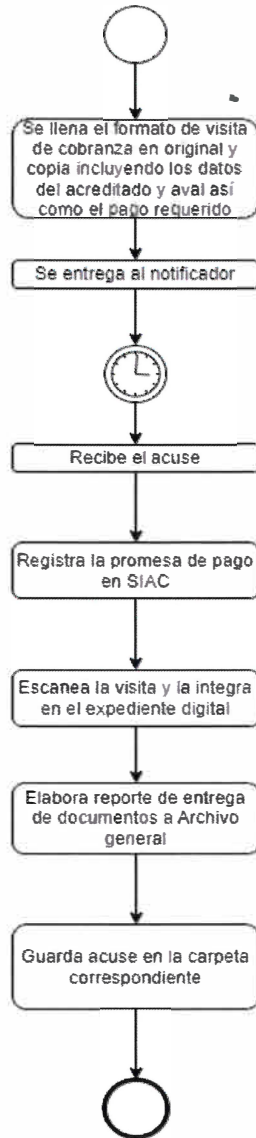 Se llena el formato de visita
de cobranza en original y
copia incluyendo los datos
del acreditado y aval así
como el pago requerido
Se entrega al notificador
Recibe el acuse
Registra la promesa de pago
en SIAC
Escanea la visita y la integra
en el expediente digital
Elabora reporte de entrega
de documentos a Archivo
general
Guarda acuse en la carpeta
correspondiente